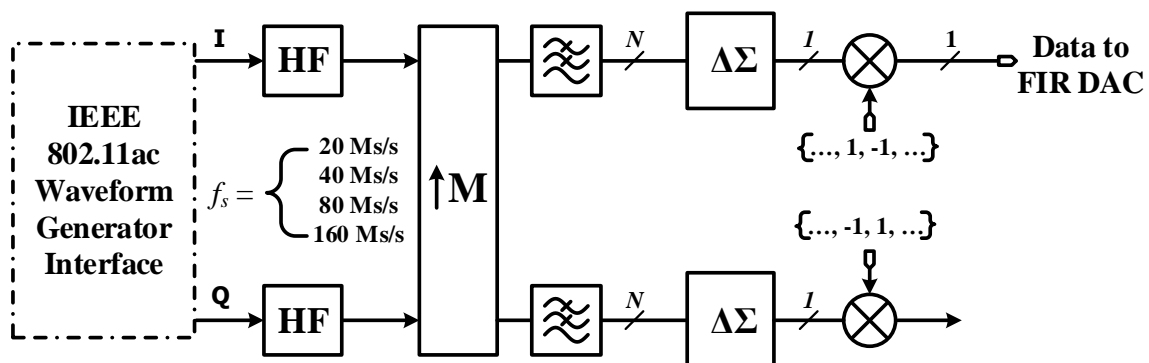 I
HF
N
ΔΣ
1
1
Data to
FIR DAC
{…, 1, -1, …}
IEEE
802.11ac
Waveform
Generator
Interface
fs =
20 Ms/s
40 Ms/s
80 Ms/s
160 Ms/s
↑M
{…, -1, 1, …}
Q
HF
N
ΔΣ
1